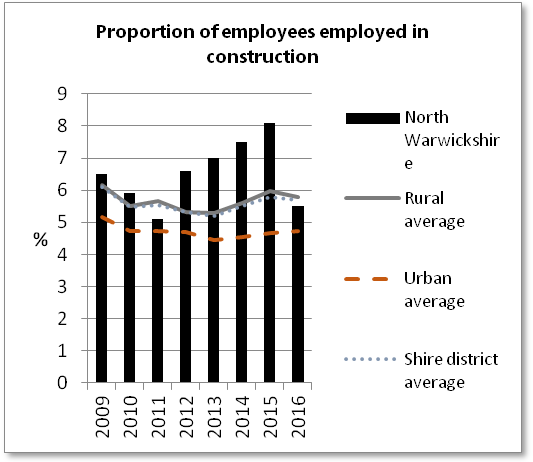 Proportion of employees employed in
construction
9
8
7
6
5
4
3
2
1
0
%
2009
2010
2011
2012
2013
2014
2015
2016
North
Warwickshir
e
Rural
average
Urban
average
Shire district
average